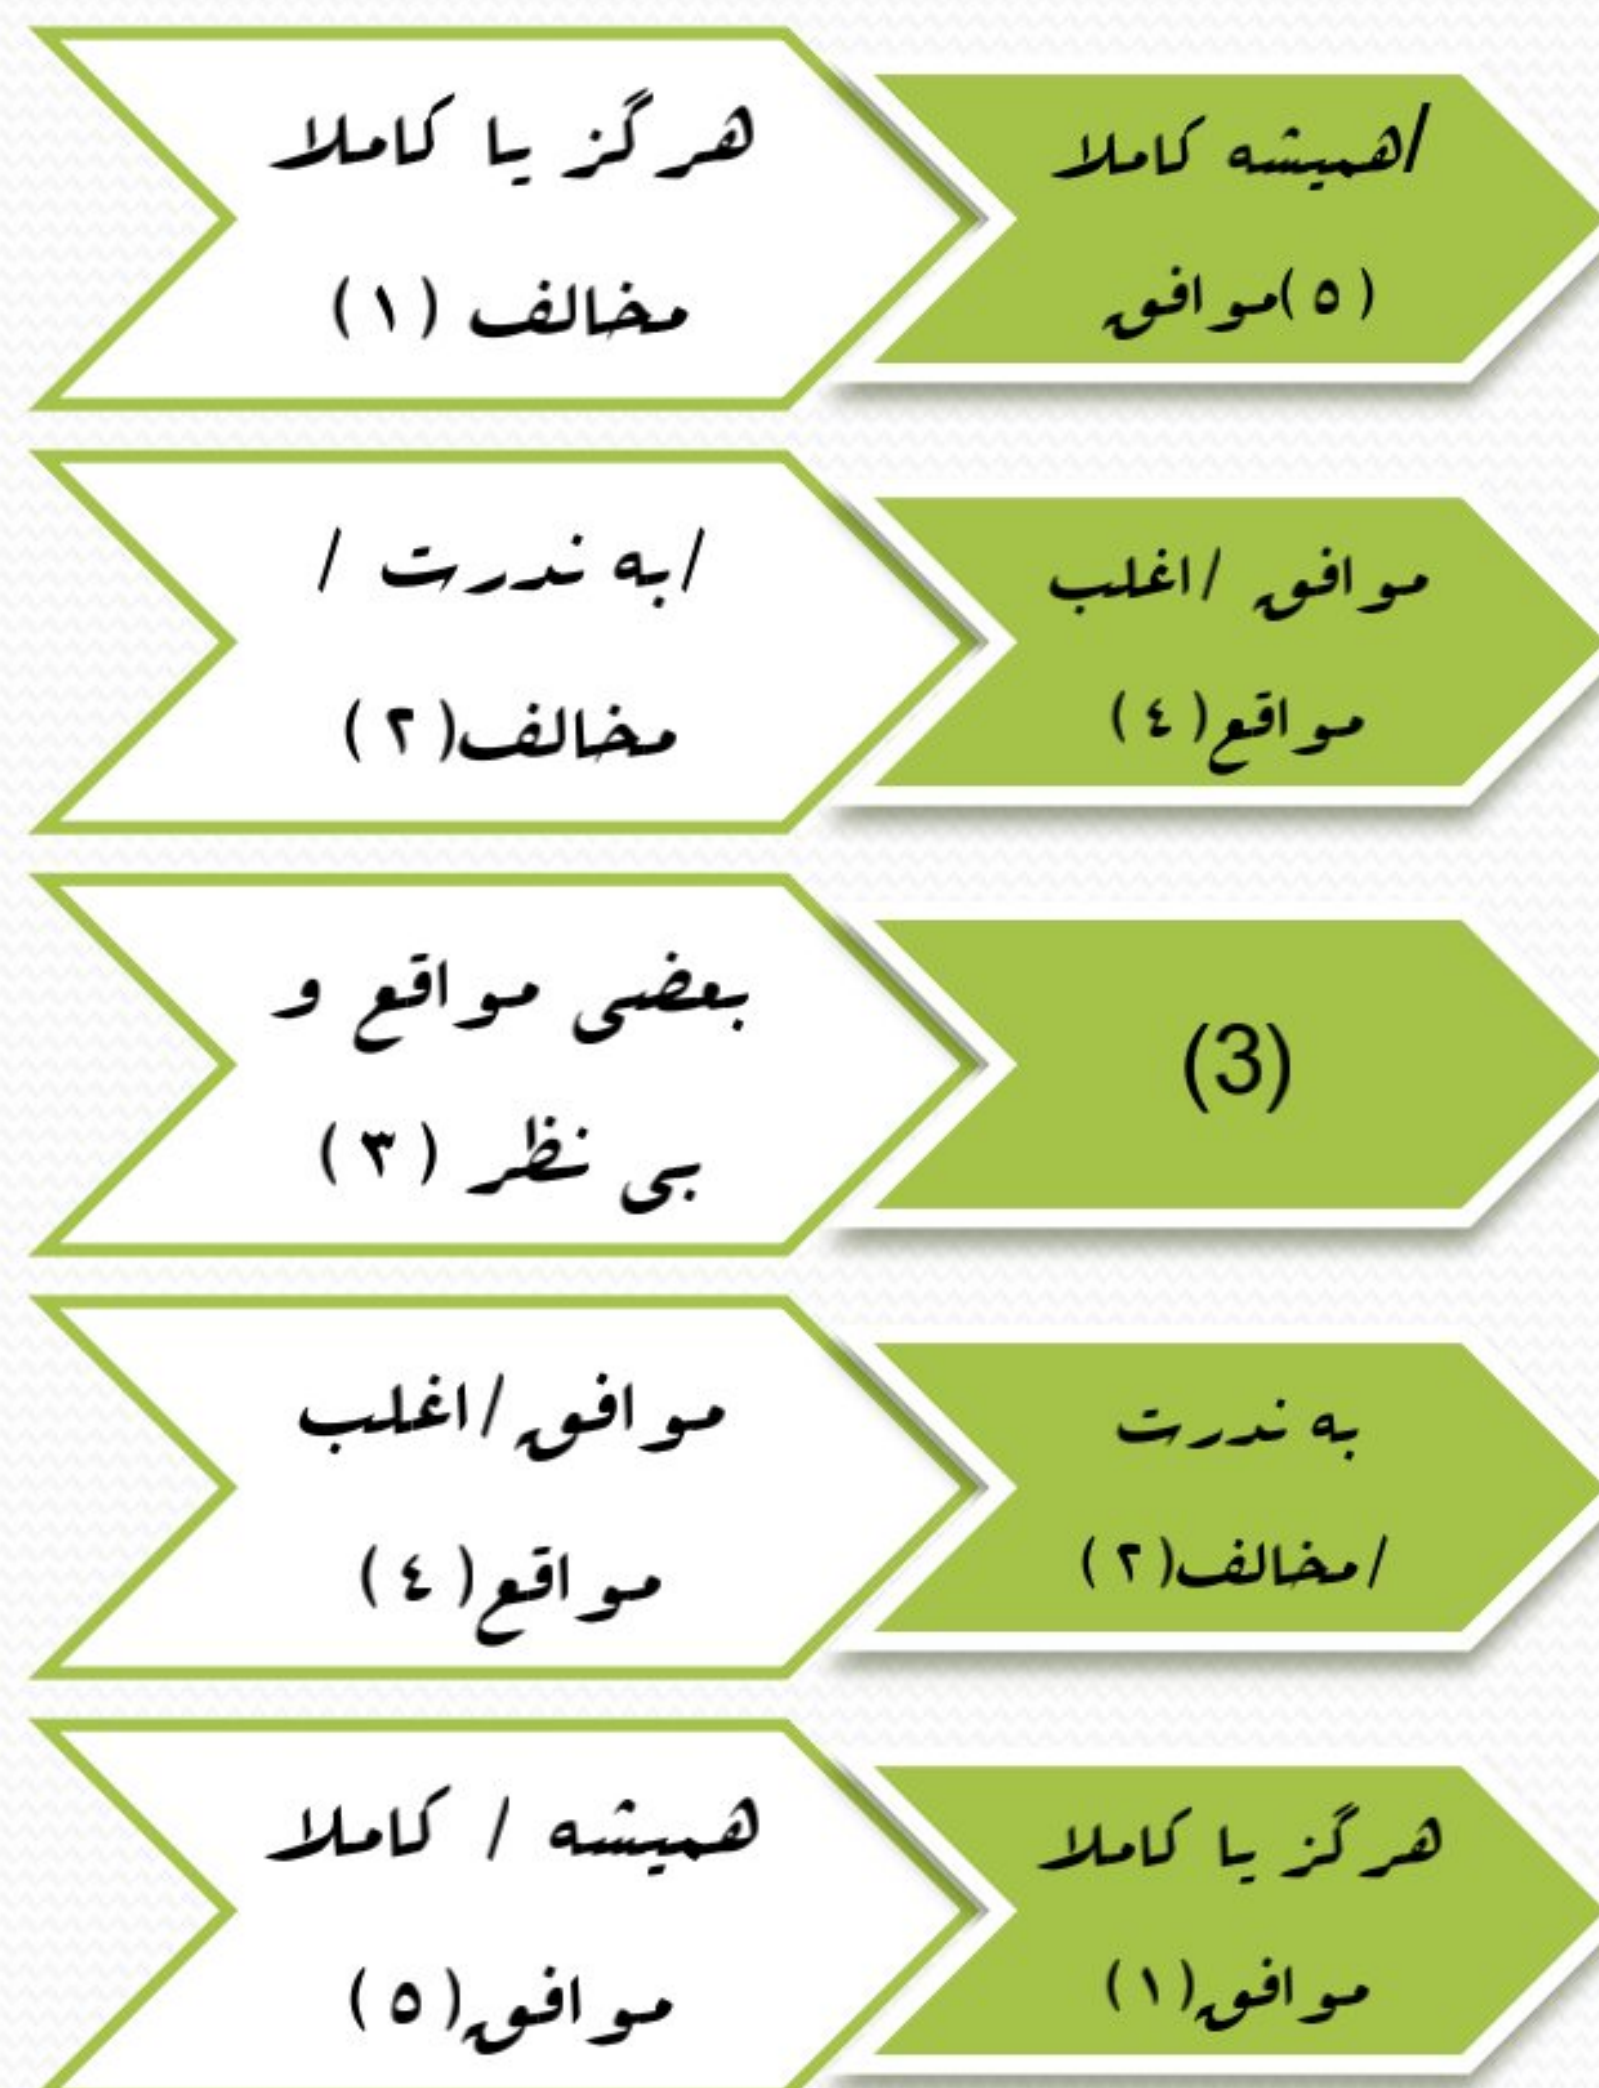 هرگز یا کاملا
مخالف (۱)
/همیشه کاملا
(۵)موافق
/به ندرت /
مخالف(۲)
موافق /اغلب
مواقع(٤)
بعضی مواقع و
بی نظر (۳)
(3)
موافق/اغلب
مواقع(٤)
به ندرت
/مخالف(۲)
همیشه / کاملا
موافق(۵)
هرگز یا کاملا
موافق(۱)